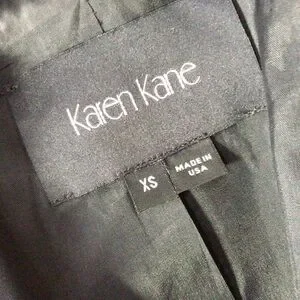 Karen Kane
XS
MADE IN
USA